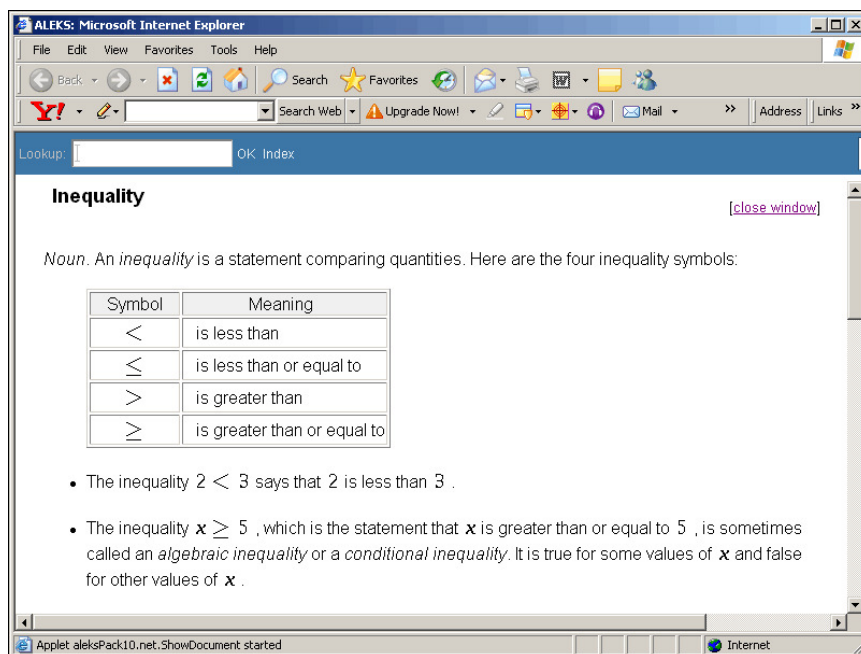 ALEKS: Microsoft Internet Explorer
File Edit View Favorites Tools Help
Back Search Favorites
Y! Search Web Upgrade Now! Mail » Address Links »
Lookup: OK Index
Inequality
[close window]
Noun. An inequality is a statement comparing quantities. Here are the four inequality symbols:
Symbol Meaning
< is less than
≤ is less than or equal to
> is greater than
≥ is greater than or equal to
• The inequality 2 < 3 says that 2 is less than 3 .
• The inequality x ≥ 5 , which is the statement that x is greater than or equal to 5 , is sometimes
called an algebraic inequality or a conditional inequality. It is true for some values of x and false
for other values of x .
Applet aleksPack10.net.ShowDocument started Internet